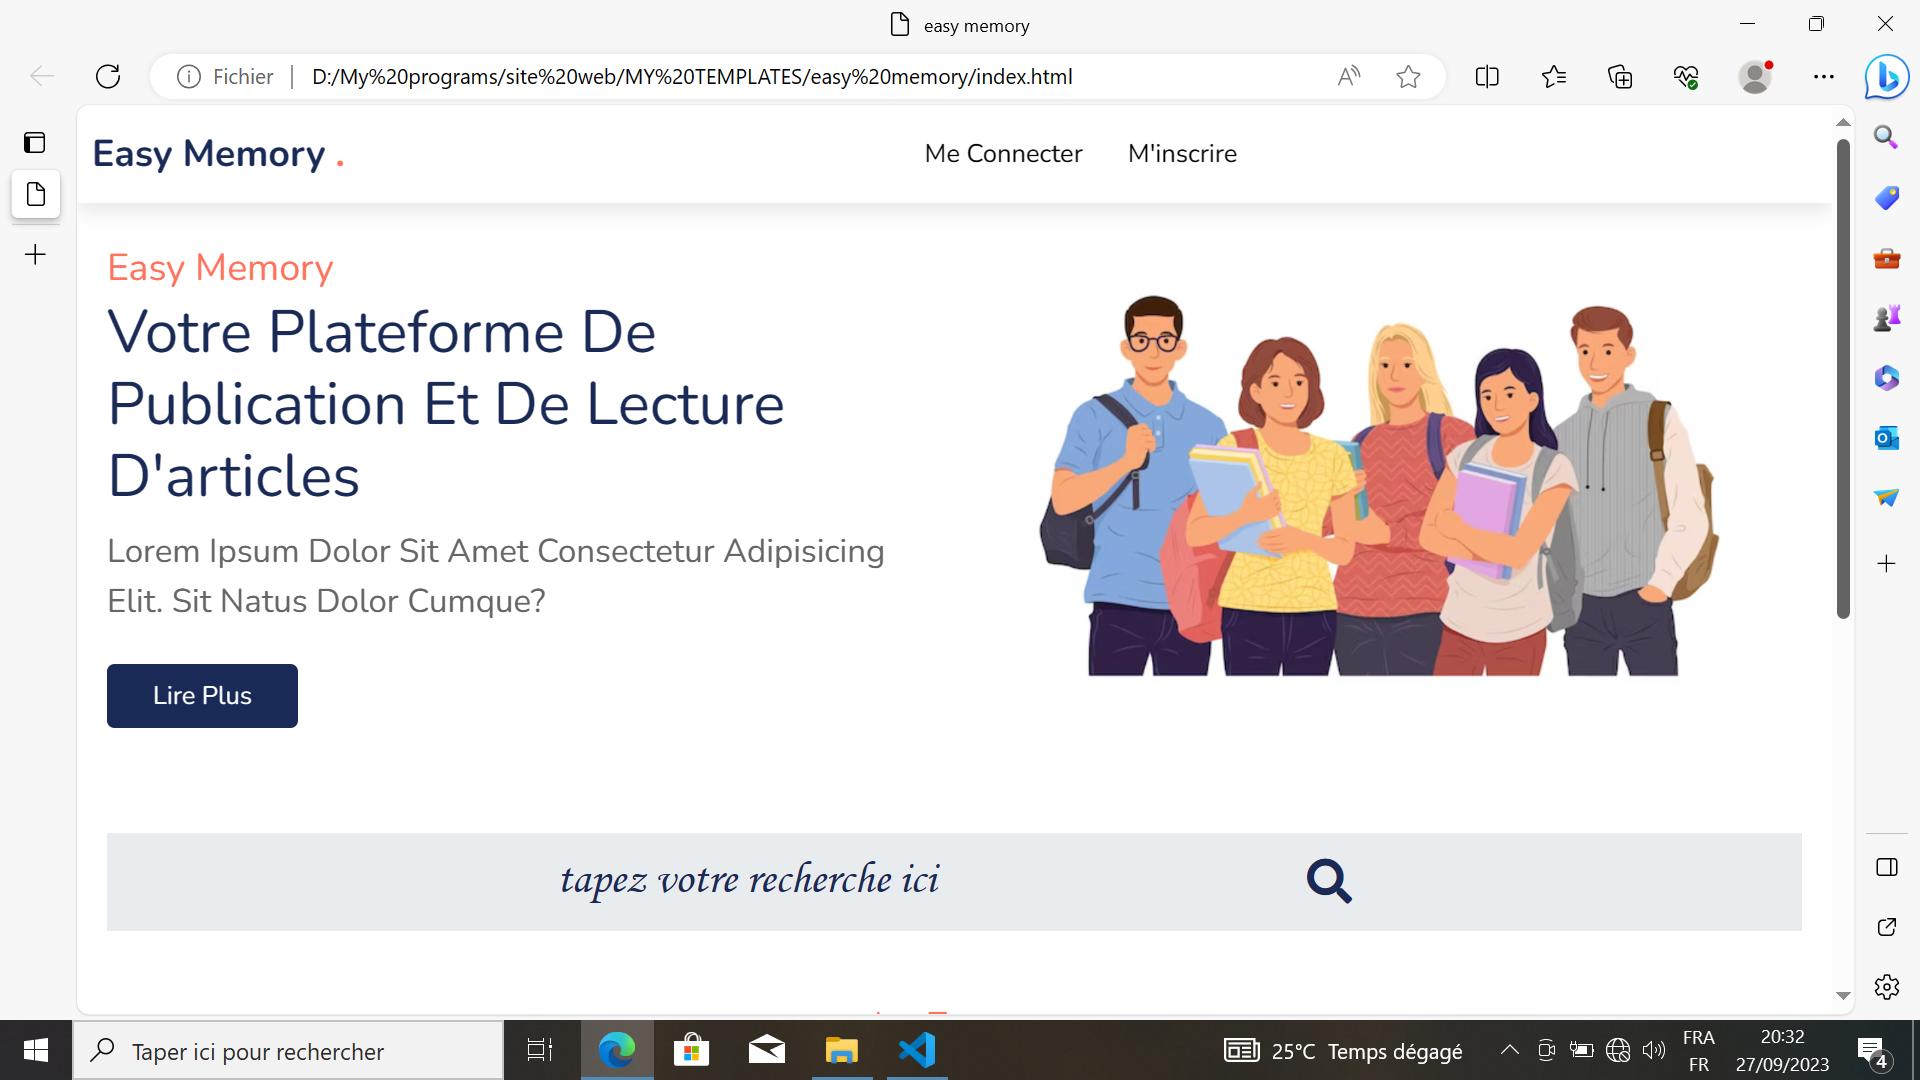 easy memory
Fichier D:/My%20programs/site%20web/MY%20TEMPLATES/easy%20memory/index.html
Easy Memory .
Me Connecter M'inscrire
Easy Memory
Votre Plateforme De
Publication Et De Lecture
D'articles
Lorem Ipsum Dolor Sit Amet Consectetur Adipisicing
Elit. Sit Natus Dolor Cumque?
Lire Plus
tapez votre recherche ici
Taper ici pour rechercher
25°C Temps dégagé
FRA
FR
20:32
27/09/2023
4